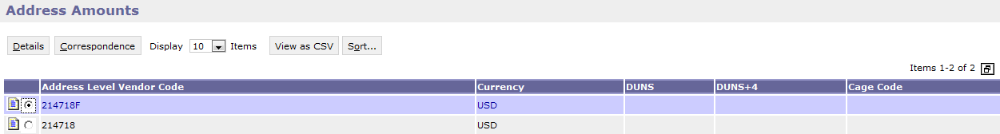 Address Amounts
Details Correspondence Display 10 Items View as CSV Sort...
Items 1-2 of 2
Address Level Vendor Code Currency DUNS DUNS+4 Cage Code
214718F USD
214718 USD